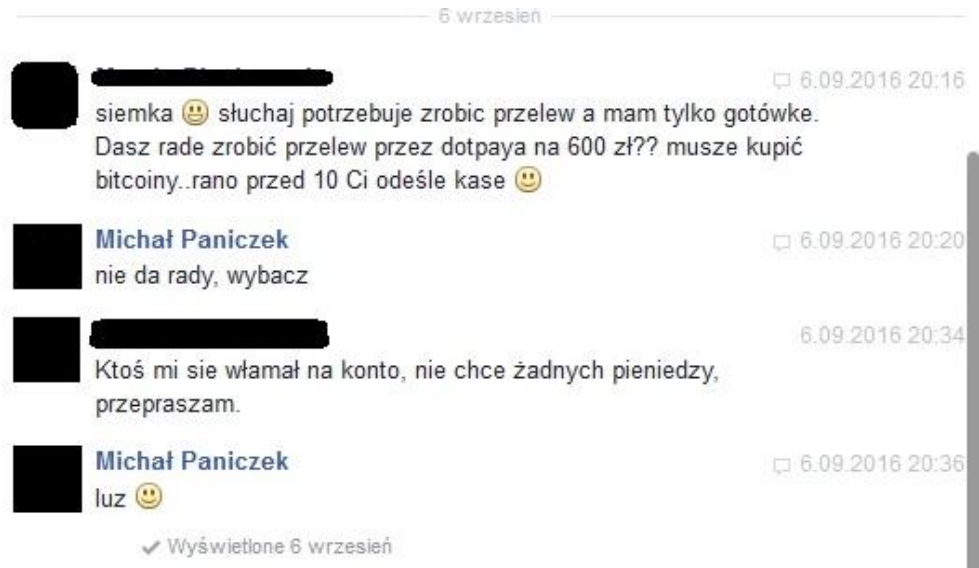 6 wrzesień
6.09.2016 20:16
siemka słuchaj potrzebuje zrobic przelew a mam tylko gotówke.
Dasz rade zrobić przelew przez dotpaya na 600 zł?? musze kupić
bitcoiny..rano przed 10 Ci odeśle kase
Michał Paniczek 6.09.2016 20:20
nie da rady, wybacz
6.09.2016 20:34
Ktoś mi sie włamał na konto, nie chce żadnych pieniedzy,
przepraszam.
Michał Paniczek 6.09.2016 20:36
luz
Wyświetlone 6 wrzesień